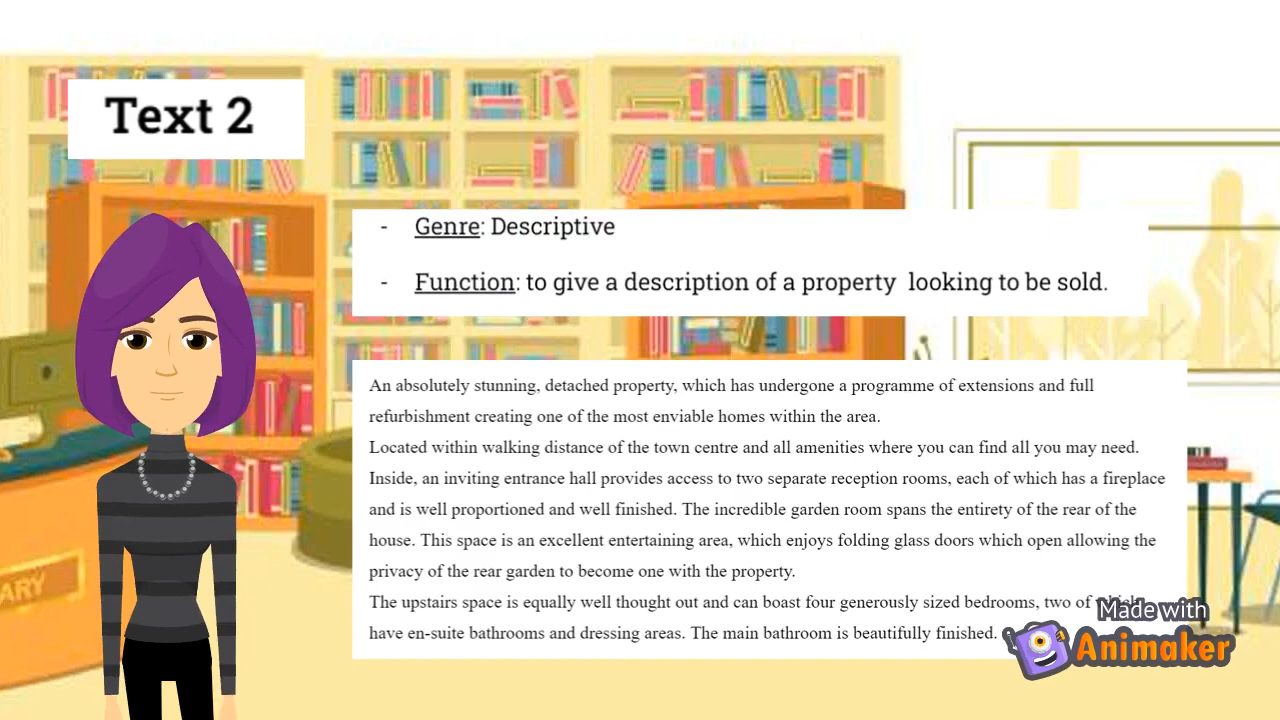 Text 2
- Genre: Descriptive
- Function: to give a description of a property looking to be sold.
An absolutely stunning, detached property, which has undergone a programme of extensions and full
refurbishment creating one of the most enviable homes within the area.
Located within walking distance of the town centre and all amenities where you can find all you may need.
Inside, an inviting entrance hall provides access to two separate reception rooms, each of which has a fireplace
and is well proportioned and well finished. The incredible garden room spans the entirety of the rear of the
house. This space is an excellent entertaining area, which enjoys folding glass doors which open allowing the
privacy of the rear garden to become one with the property.
The upstairs space is equally well thought out and can boast four generously sized bedrooms, two of which
have en-suite bathrooms and dressing areas. The main bathroom is beautifully finished.
ARY
Made with
Animaker